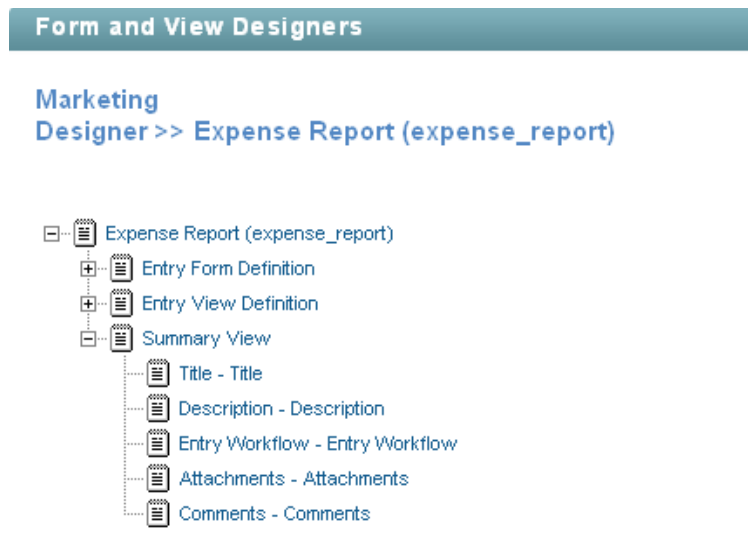 Form and View Designers
Marketing
Designer >> Expense Report (expense_report)
Expense Report (expense_report)
Entry Form Definition
Entry View Definition
Summary View
Title - Title
Description - Description
Entry Workflow - Entry Workflow
Attachments - Attachments
Comments - Comments